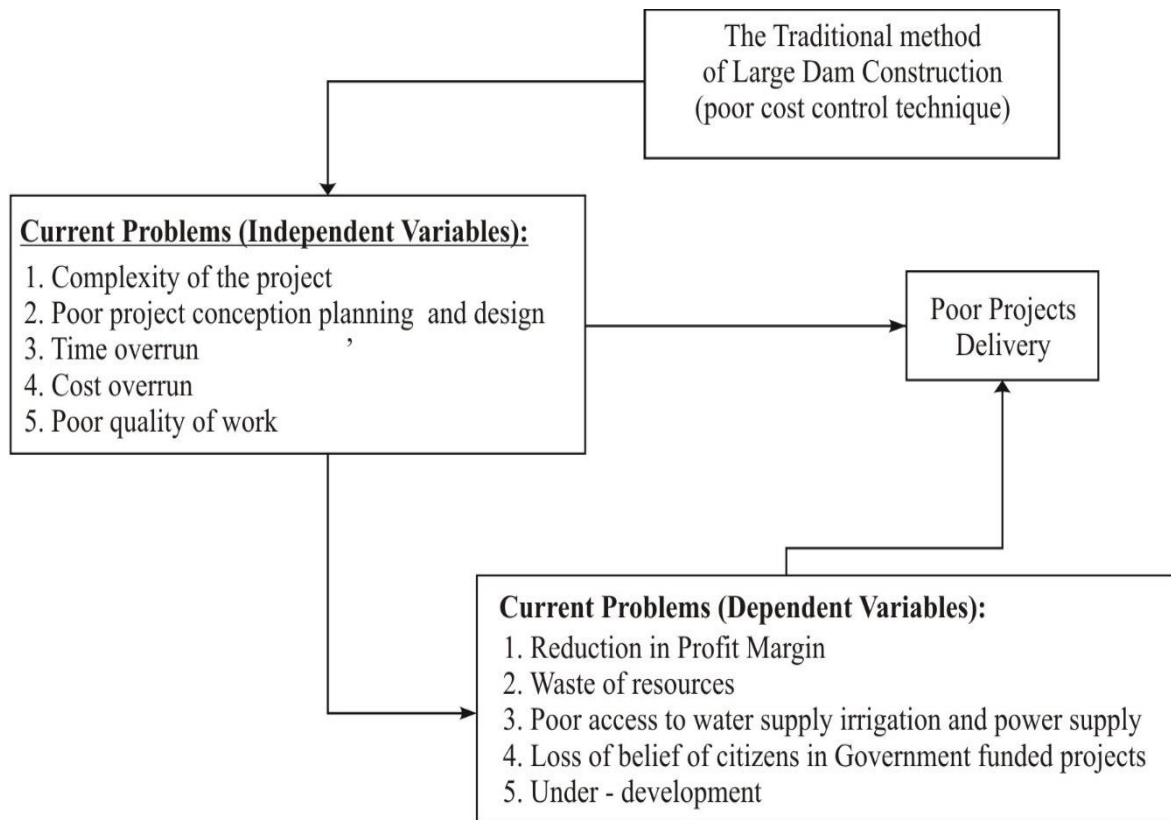 The Traditional method
of Large Dam Construction
(poor cost control technique)
Current Problems (Independent Variables):
1. Complexity of the project
2. Poor project conception planning and design
3. Time overrun ,
4. Cost overrun
5. Poor quality of work
Poor Projects
Delivery
Current Problems (Dependent Variables):
1. Reduction in Profit Margin
2. Waste of resources
3. Poor access to water supply irrigation and power supply
4. Loss of belief of citizens in Government funded projects
5. Under - development